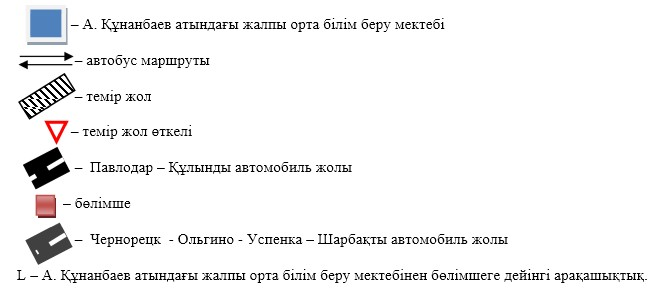 – А. Құнанбаев атындағы жалпы орта білім беру мектебі
– автобус маршруты
– темір жол
– темір жол өткелі
– Павлодар – Құлынды автомобиль жолы
– бөлімше
– Чернорецк - Ольгино - Успенка – Шарбақты автомобиль жолы
L – А. Құнанбаев атындағы жалпы орта білім беру мектебінен бөлімшеге дейінгі арақашықтық.